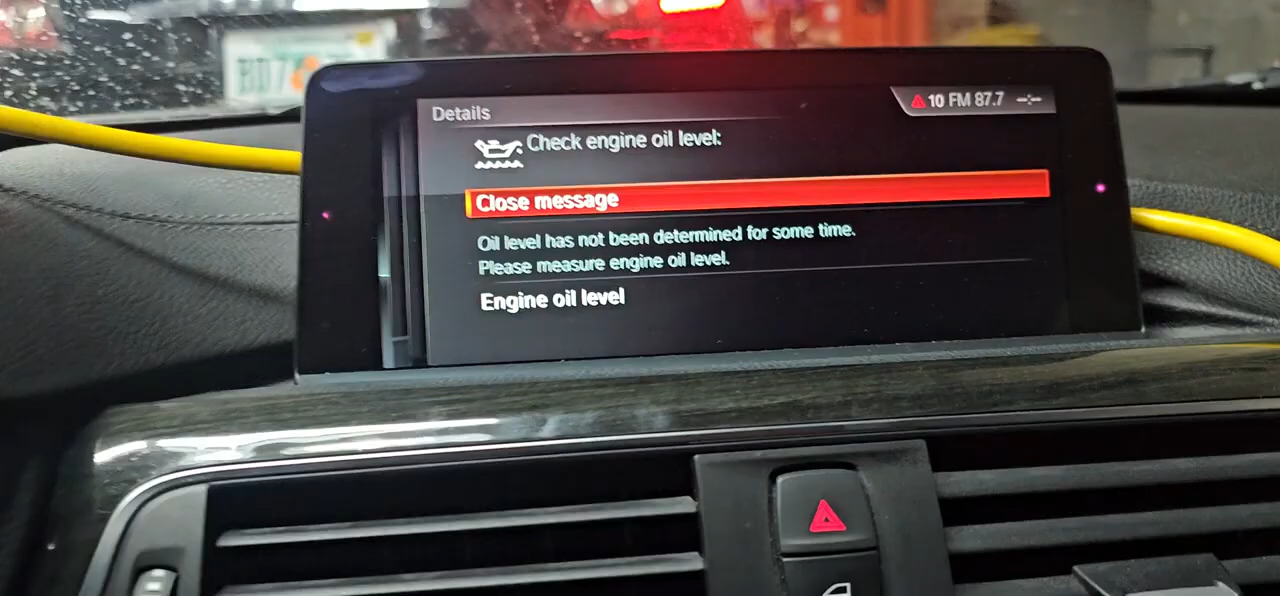 Details
10 FM 87.7
Check engine oil level:
Close message
Oil level has not been determined for some time.
Please measure engine oil level.
Engine oil level